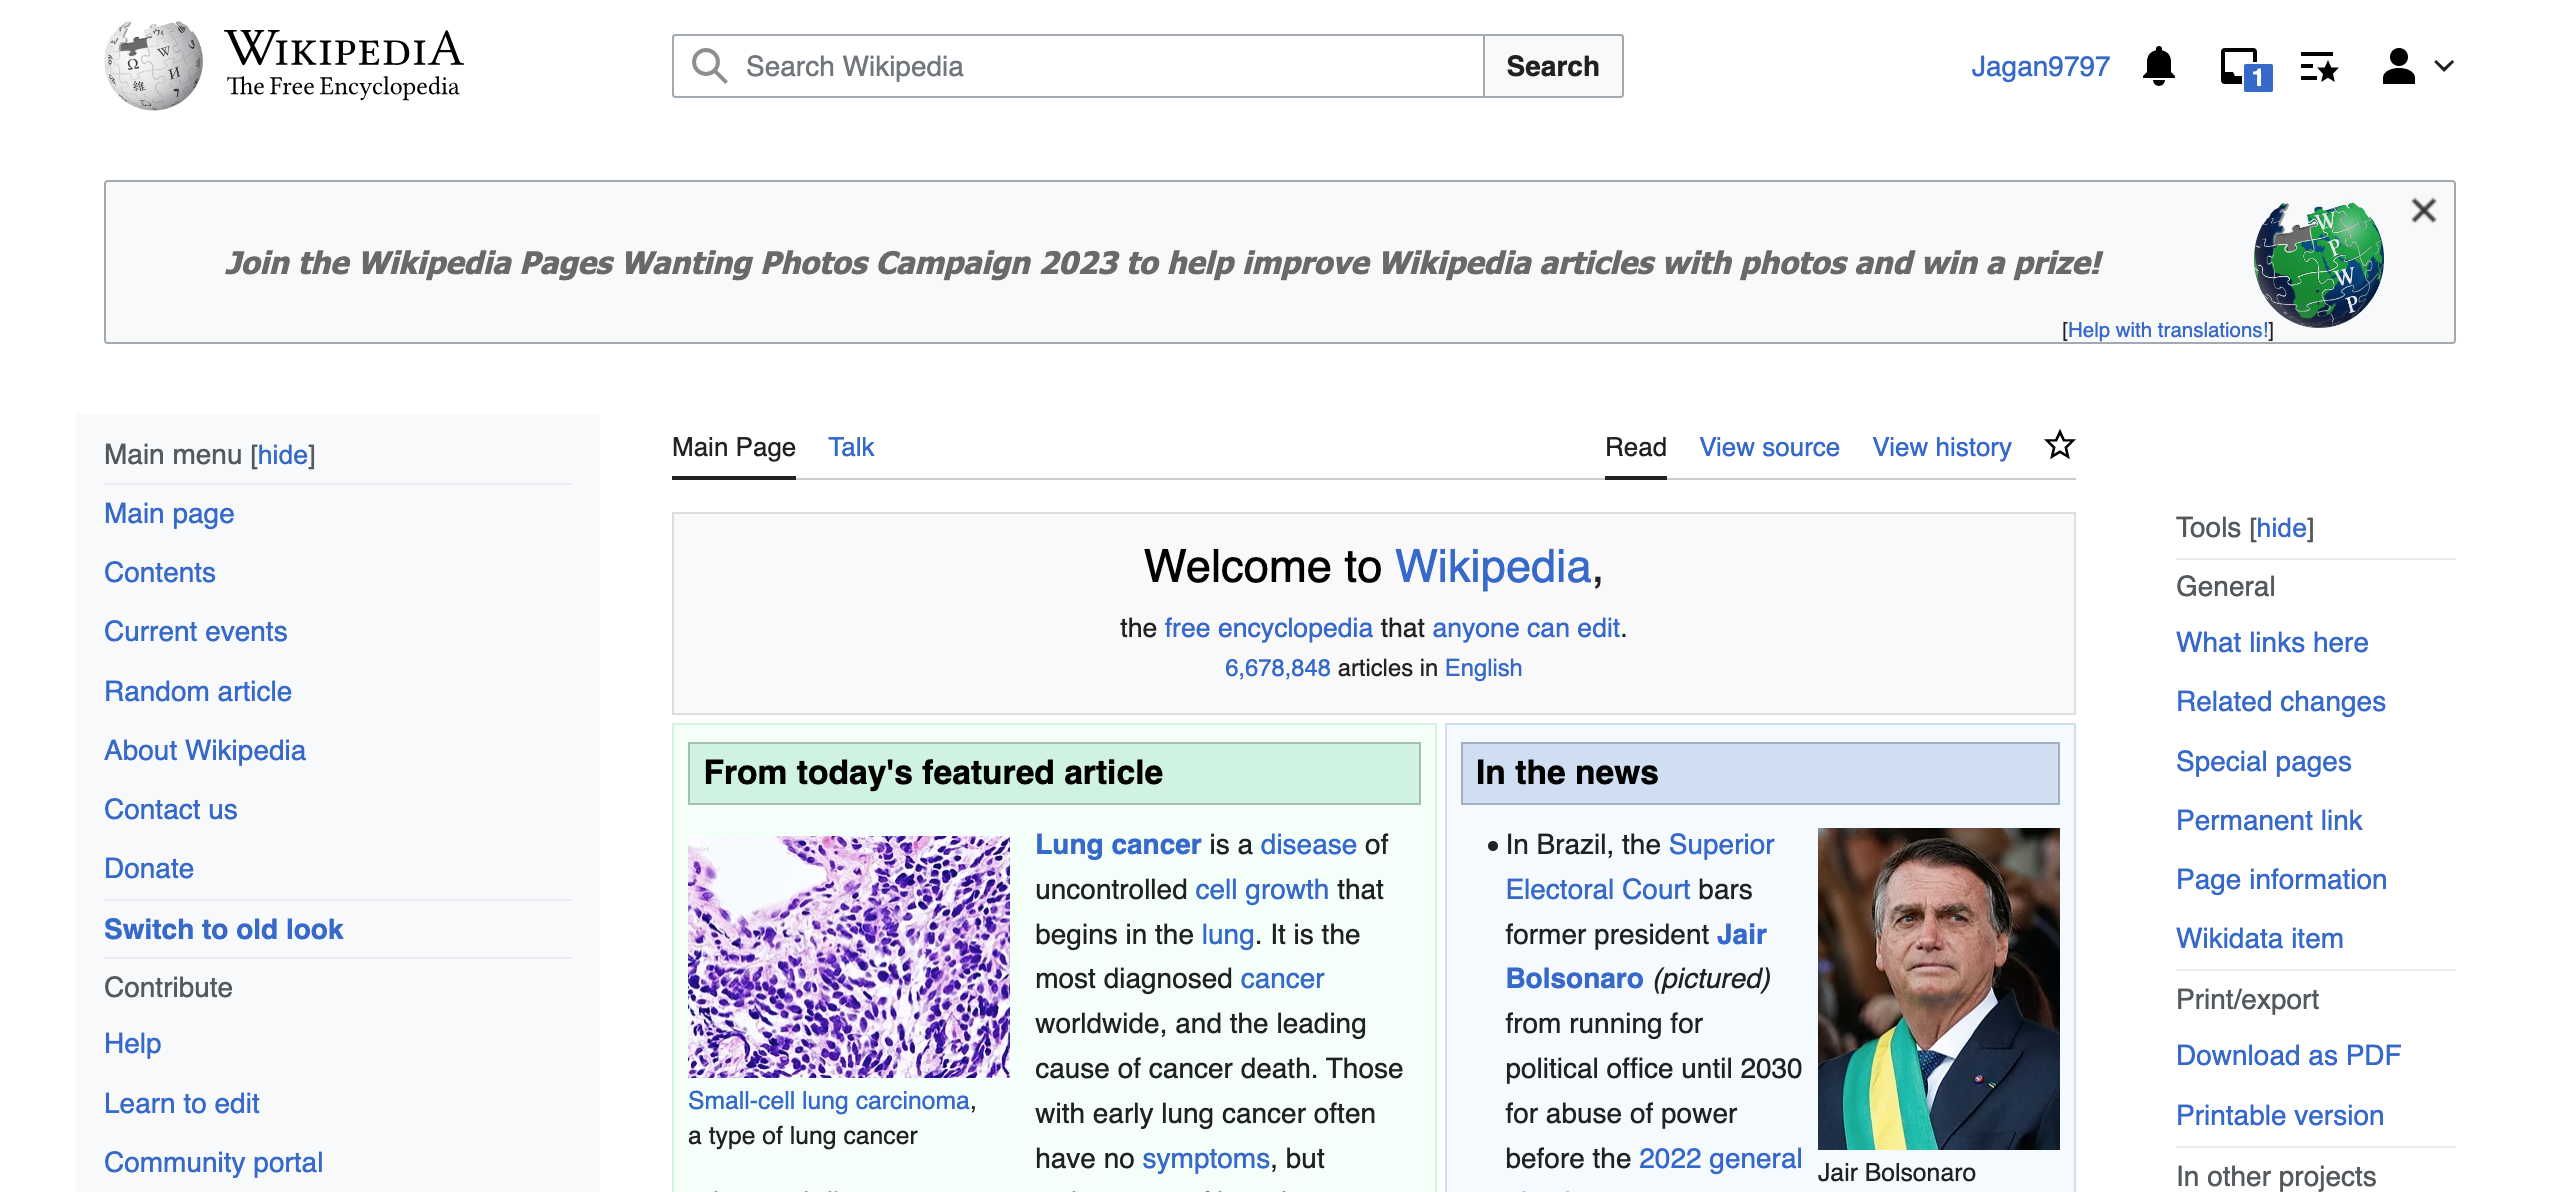 WIKIPEDIA
The Free Encyclopedia
Search Wikipedia
Search
Jagan9797
1
Join the Wikipedia Pages Wanting Photos Campaign 2023 to help improve Wikipedia articles with photos and win a prize!
[Help with translations!]
Main menu [hide]
Main page
Contents
Current events
Random article
About Wikipedia
Contact us
Donate
Switch to old look
Contribute
Help
Learn to edit
Community portal
Main Page
Talk
Read
View source
View history
Welcome to Wikipedia,
the free encyclopedia that anyone can edit.
6,678,848 articles in English
From today's featured article
Small-cell lung carcinoma,
a type of lung cancer
Lung cancer is a disease of
uncontrolled cell growth that
begins in the lung. It is the
most diagnosed cancer
worldwide, and the leading
cause of cancer death. Those
with early lung cancer often
have no symptoms, but
In the news
• In Brazil, the Superior
Electoral Court bars
former president Jair
Bolsonaro (pictured)
from running for
political office until 2030
for abuse of power
before the 2022 general
Jair Bolsonaro
Tools [hide]
General
What links here
Related changes
Special pages
Permanent link
Page information
Wikidata item
Print/export
Download as PDF
Printable version
In other projects